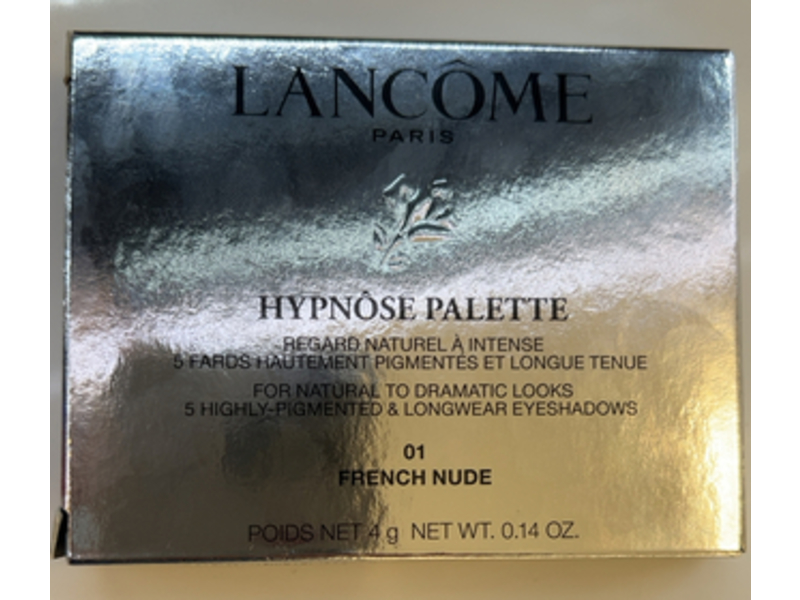 LANCÔME
PARIS
HYPNÔSE PALETTE
REGARD NATUREL À INTENSE
5 FARDS HAUTEMENT PIGMENTÉS ET LONGUE TENUE
FOR NATURAL TO DRAMATIC LOOKS
5 HIGHLY-PIGMENTED & LONGWEAR EYESHADOWS
01
FRENCH NUDE
POIDS NET 4 g NET WT. 0.14 OZ.